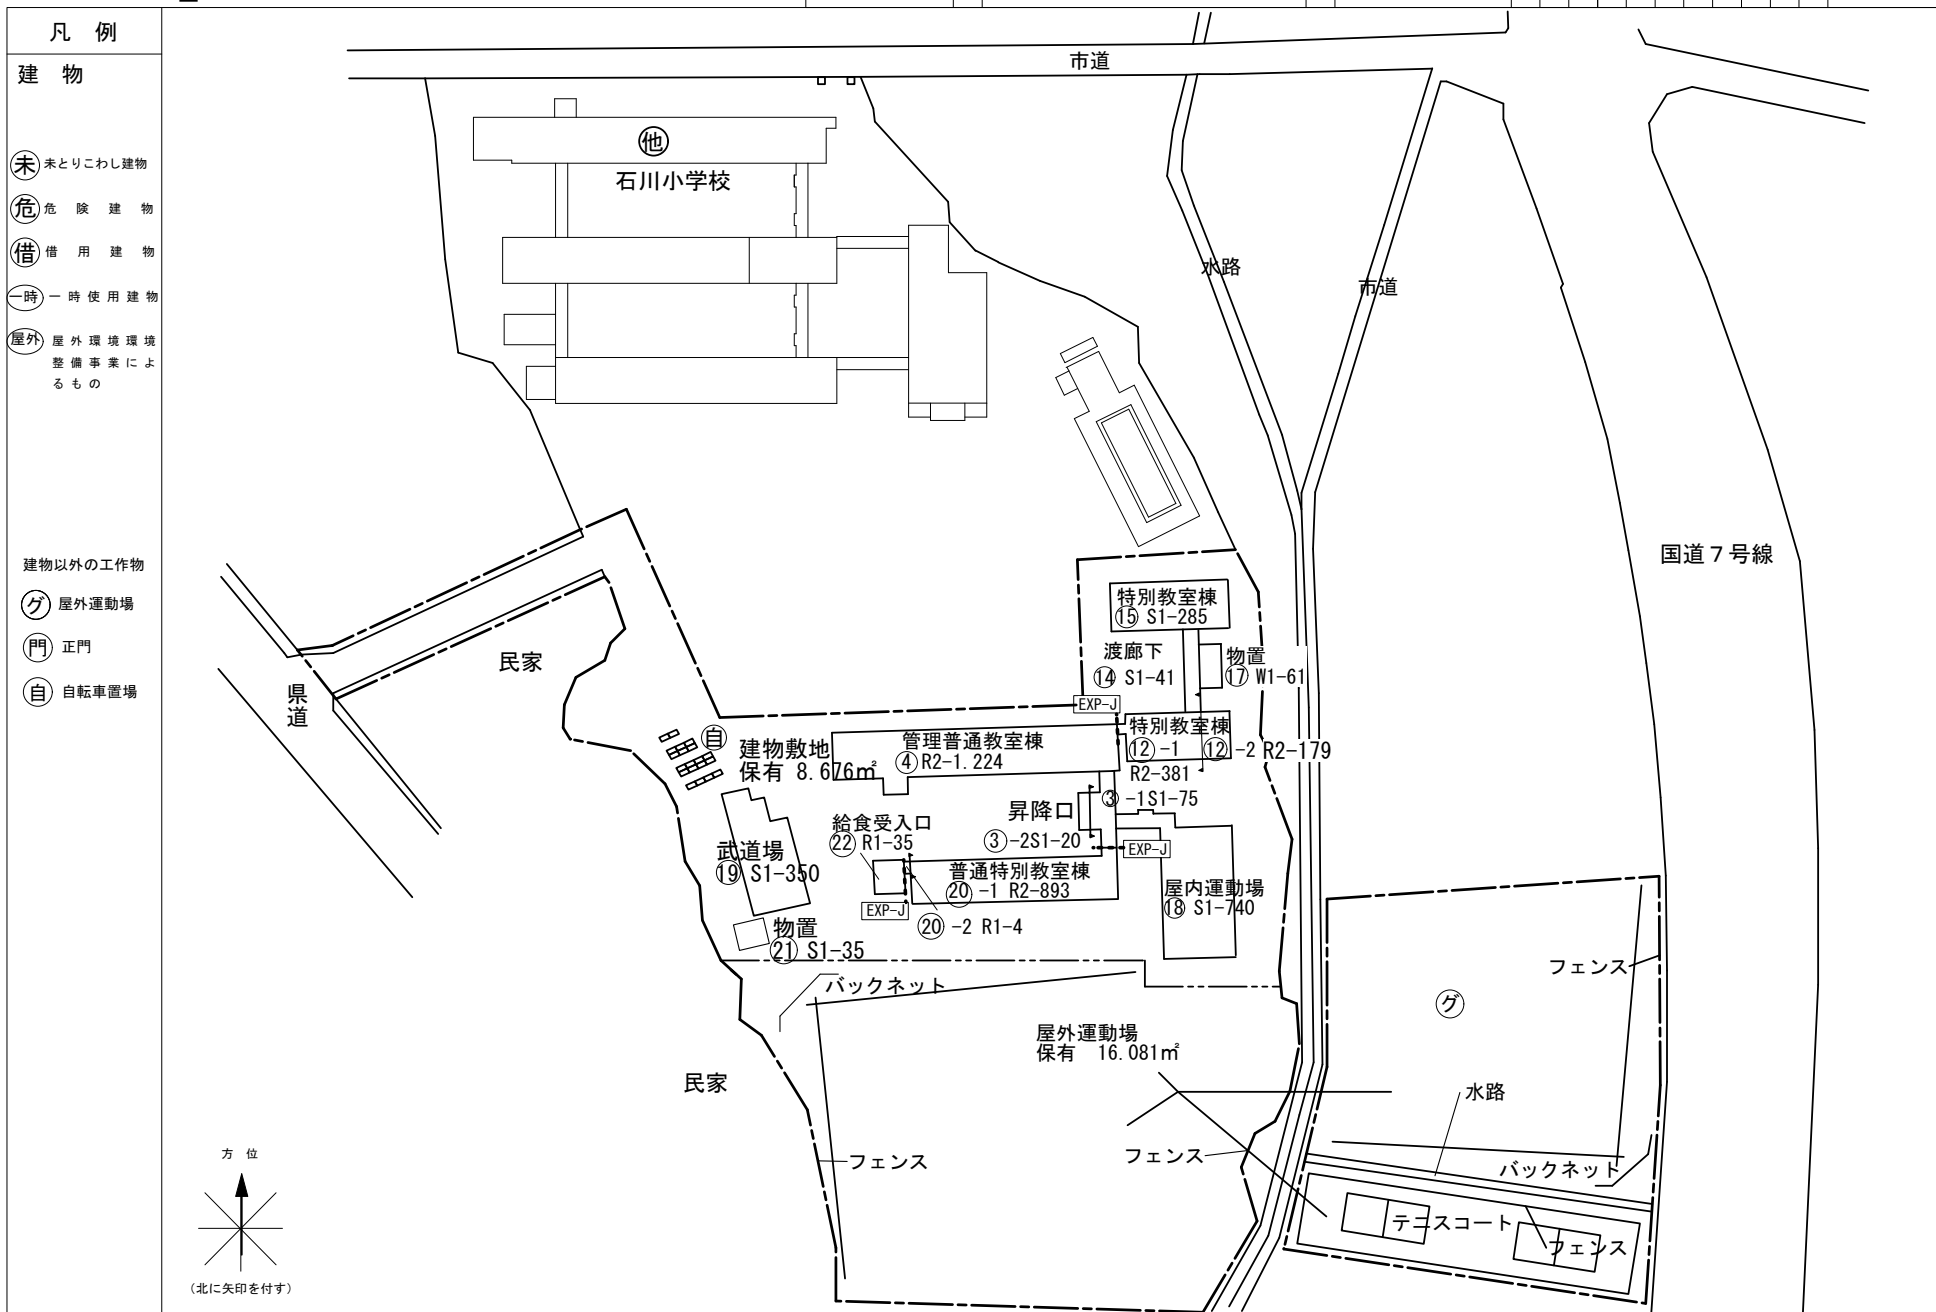 凡 例
建 物
未 未とりこわし建物
危 危 険 建 物
借 借 用 建 物
一時 一 時 使 用 建 物
屋外 屋 外 環 境 環 境
整 備 事 業 に よ
る も の
建物以外の工作物
グ 屋外運動場
門 正門
自 自転車置場
方 位
(北に矢印を付す)
市道
他
石川小学校
水路
市道
国道7号線
特別教室棟
⑮ S1-285
渡廊下
⑭ S1-41
物置
⑰ W1-61
EXP-J
民家
県道
自
建物敷地
保有 8.676㎡
管理普通教室棟
④ R2-1.224
特別教室棟
⑫-1
⑫-2 R2-179
R2-381
③-1S1-75
昇降口
③-2S1-20
EXP-J
給食受入口
㉒ R1-35
武道場
⑲ S1-350
普通特別教室棟
⑳-1 R2-893
EXP-J
⑳-2 R1-4
屋内運動場
⑱ S1-740
物置
㉑ S1-35
バックネット
フェンス
グ
屋外運動場
保有 16.081㎡
民家
水路
フェンス
フェンス
バックネット
テニスコート
フェンス